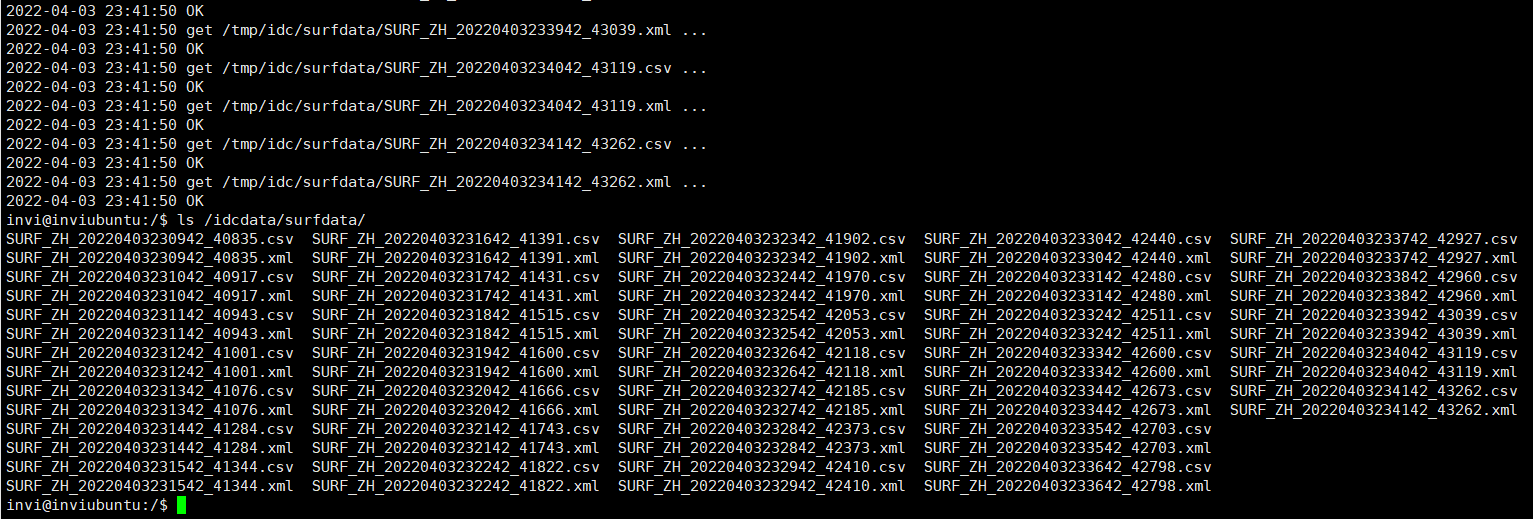 2022-04-03 23:41:50 OK
2022-04-03 23:41:50 get /tmp/idc/surfdata/SURF_ZH_20220403233942_43039.xml ...
2022-04-03 23:41:50 OK
2022-04-03 23:41:50 get /tmp/idc/surfdata/SURF_ZH_20220403234042_43119.csv ...
2022-04-03 23:41:50 OK
2022-04-03 23:41:50 get /tmp/idc/surfdata/SURF_ZH_20220403234042_43119.xml ...
2022-04-03 23:41:50 OK
2022-04-03 23:41:50 get /tmp/idc/surfdata/SURF_ZH_20220403234142_43262.csv ...
2022-04-03 23:41:50 OK
2022-04-03 23:41:50 get /tmp/idc/surfdata/SURF_ZH_20220403234142_43262.xml ...
2022-04-03 23:41:50 OK
invi@inviubuntu:/$ ls /idcdata/surfdata/
SURF_ZH_20220403230942_40835.csv SURF_ZH_20220403231642_41391.csv SURF_ZH_20220403232342_41902.csv SURF_ZH_20220403233042_42440.csv SURF_ZH_20220403233742_42927.csv
SURF_ZH_20220403230942_40835.xml SURF_ZH_20220403231642_41391.xml SURF_ZH_20220403232342_41902.xml SURF_ZH_20220403233042_42440.xml SURF_ZH_20220403233742_42927.xml
SURF_ZH_20220403231042_40917.csv SURF_ZH_20220403231742_41431.csv SURF_ZH_20220403232442_41970.csv SURF_ZH_20220403233142_42480.csv SURF_ZH_20220403233842_42960.csv
SURF_ZH_20220403231042_40917.xml SURF_ZH_20220403231742_41431.xml SURF_ZH_20220403232442_41970.xml SURF_ZH_20220403233142_42480.xml SURF_ZH_20220403233842_42960.xml
SURF_ZH_20220403231142_40943.csv SURF_ZH_20220403231842_41515.csv SURF_ZH_20220403232542_42053.csv SURF_ZH_20220403233242_42511.csv SURF_ZH_20220403233942_43039.csv
SURF_ZH_20220403231142_40943.xml SURF_ZH_20220403231842_41515.xml SURF_ZH_20220403232542_42053.xml SURF_ZH_20220403233242_42511.xml SURF_ZH_20220403233942_43039.xml
SURF_ZH_20220403231242_41001.csv SURF_ZH_20220403231942_41600.csv SURF_ZH_20220403232642_42118.csv SURF_ZH_20220403233342_42600.csv SURF_ZH_20220403234042_43119.csv
SURF_ZH_20220403231242_41001.xml SURF_ZH_20220403231942_41600.xml SURF_ZH_20220403232642_42118.xml SURF_ZH_20220403233342_42600.xml SURF_ZH_20220403234042_43119.xml
SURF_ZH_20220403231342_41076.csv SURF_ZH_20220403232042_41666.csv SURF_ZH_20220403232742_42185.csv SURF_ZH_20220403233442_42673.csv SURF_ZH_20220403234142_43262.csv
SURF_ZH_20220403231342_41076.xml SURF_ZH_20220403232042_41666.xml SURF_ZH_20220403232742_42185.xml SURF_ZH_20220403233442_42673.xml SURF_ZH_20220403234142_43262.xml
SURF_ZH_20220403231442_41284.csv SURF_ZH_20220403232142_41743.csv SURF_ZH_20220403232842_42373.csv SURF_ZH_20220403233542_42703.csv
SURF_ZH_20220403231442_41284.xml SURF_ZH_20220403232142_41743.xml SURF_ZH_20220403232842_42373.xml SURF_ZH_20220403233542_42703.xml
SURF_ZH_20220403231542_41344.csv SURF_ZH_20220403232242_41822.csv SURF_ZH_20220403232942_42410.csv SURF_ZH_20220403233642_42798.csv
SURF_ZH_20220403231542_41344.xml SURF_ZH_20220403232242_41822.xml SURF_ZH_20220403232942_42410.xml SURF_ZH_20220403233642_42798.xml
invi@inviubuntu:/$